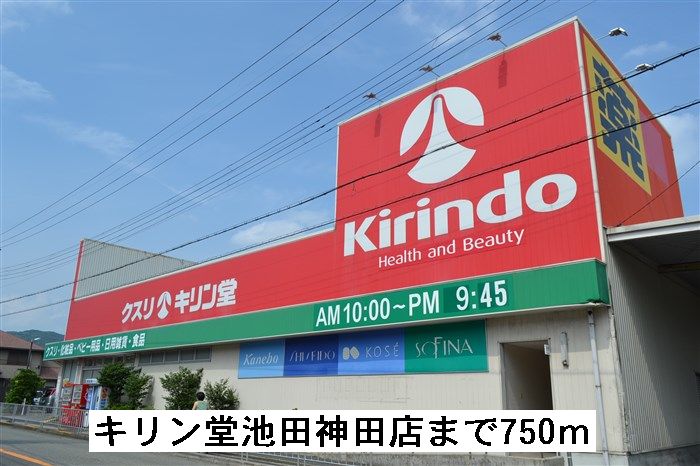 薬
Kirindo
Health and Beauty
クスリ キリン堂
AM10:00~PM 9:45
クスリ・化粧品・ベビー用品・日用雑貨・食品
Kanebo SHISEIDO KOSÉ SOFINA
キリン堂池田神田店まで750m